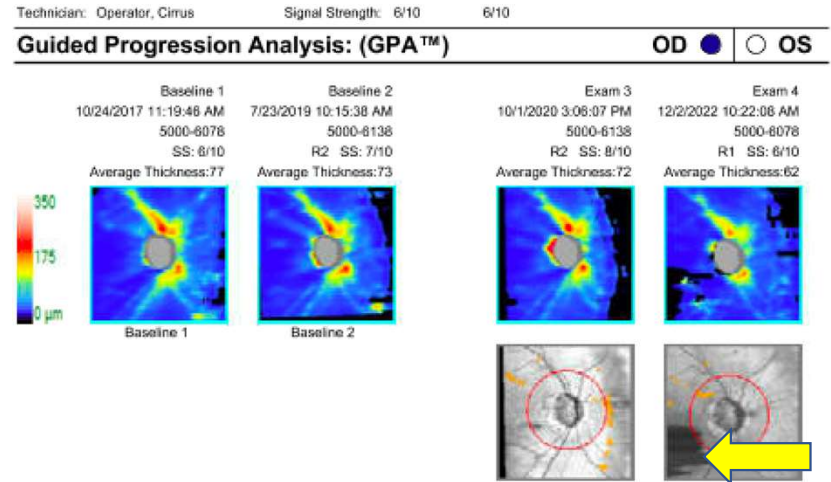 Technician: Operator, Cirrus Signal Strength: 6/10 6/10
Guided Progression Analysis: (GPA™) OD OS
Baseline 1
10/24/2017 11:19:46 AM
5000-6078
SS: 6/10
Average Thickness:77
Baseline 2
7/23/2019 10:15:38 AM
5000-6138
R2 SS: 7/10
Average Thickness:73
Exam 3
10/1/2020 3:06:07 PM
5000-6138
R2 SS: 8/10
Average Thickness:72
Exam 4
12/2/2022 10:22:08 AM
5000-6078
R1 SS: 6/10
Average Thickness:62
350
175
0 µm
Baseline 1
Baseline 2